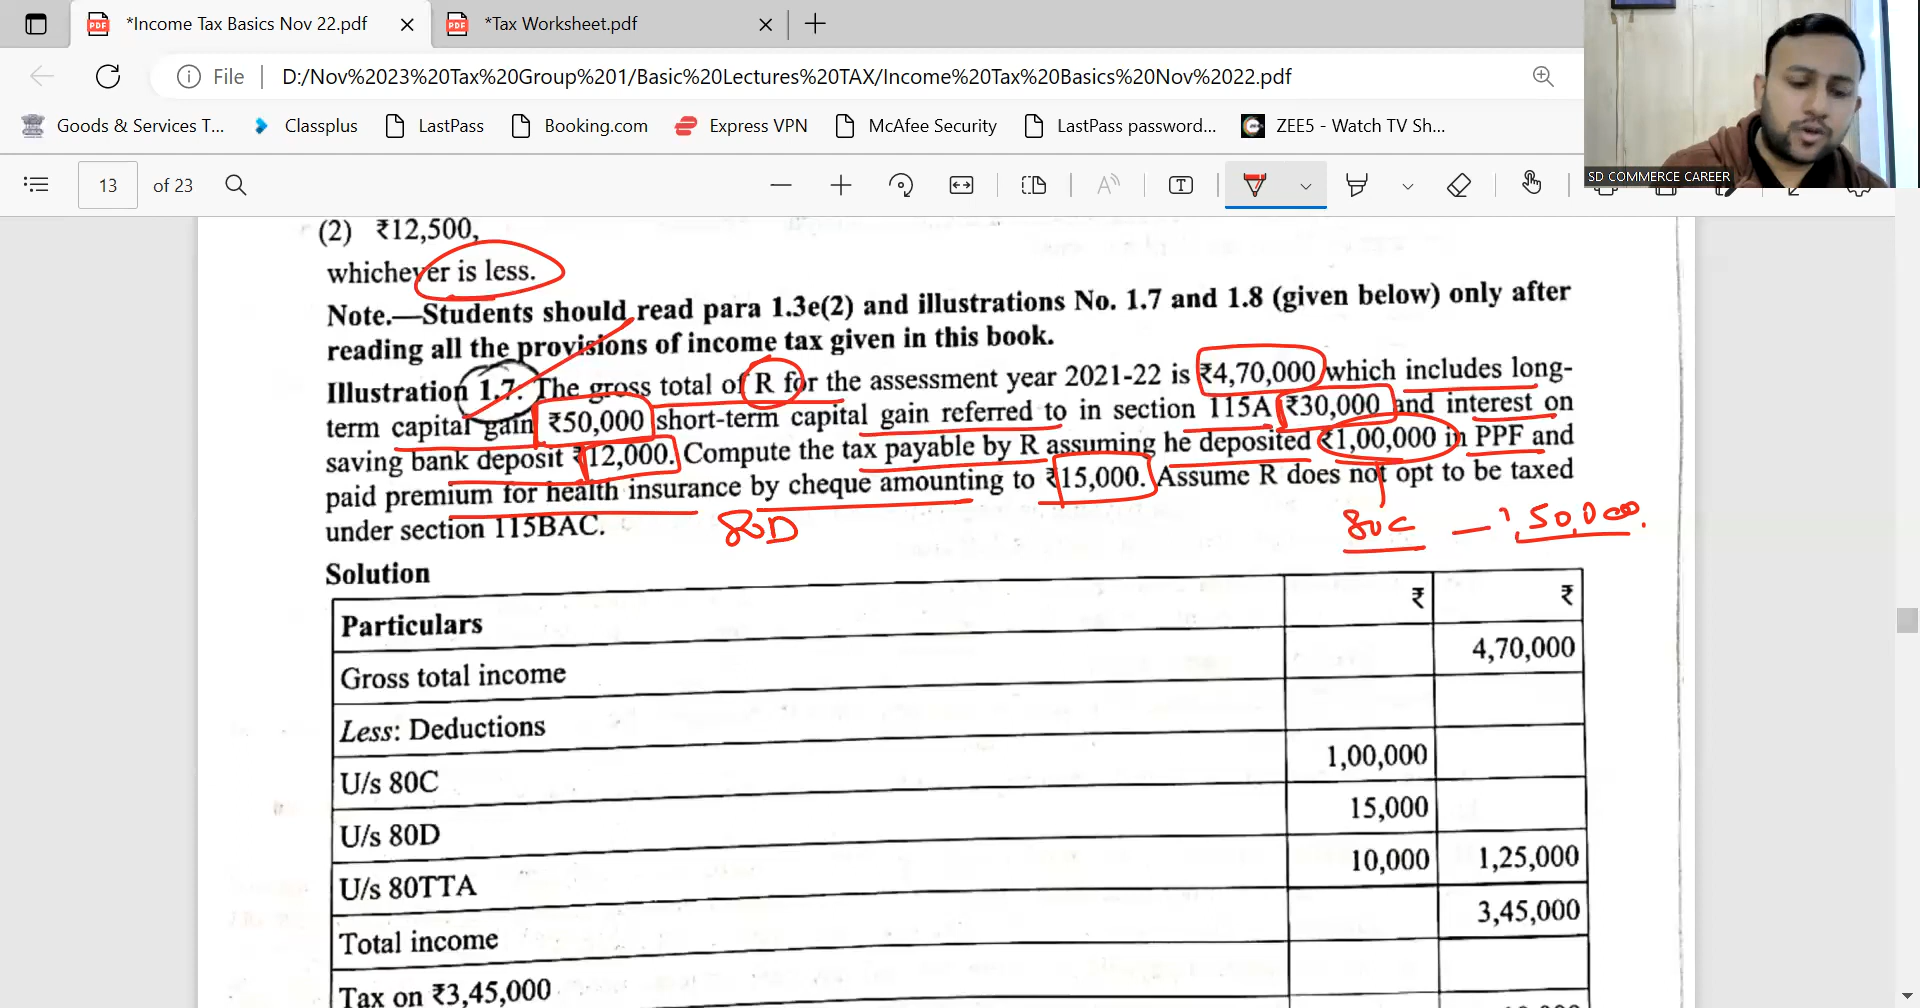 *Income Tax Basics Nov 22.pdf
*Tax Worksheet.pdf
File
D:/Nov%2023%20Tax%20Group%201/Basic%20Lectures%20TAX/Income%20Tax%20Basics%20Nov%2022.pdf
Goods & Services T...
Classplus
LastPass
Booking.com
Express VPN
McAfee Security
LastPass password...
ZEE5 - Watch TV Sh...
SD COMMERCE CAREER
13 of 23
(2) ₹12,500,
whichever is less.
Note.—Students should read para 1.3e(2) and illustrations No. 1.7 and 1.8 (given below) only after
reading all the provisions of income tax given in this book.
Illustration 1.7. The gross total of R for the assessment year 2021-22 is ₹4,70,000 which includes long-
term capital gain ₹50,000 short-term capital gain referred to in section 115A ₹30,000 and interest on
saving bank deposit ₹12,000. Compute the tax payable by R assuming he deposited ₹1,00,000 in PPF and
paid premium for health insurance by cheque amounting to ₹15,000. Assume R does not opt to be taxed
under section 115BAC.
80D
80C — 1,50,000.
Solution
Particulars ₹ ₹
Gross total income 4,70,000
Less: Deductions
U/s 80C 1,00,000
U/s 80D 15,000
U/s 80TTA 10,000 1,25,000
Total income 3,45,000
Tax on ₹3,45,000